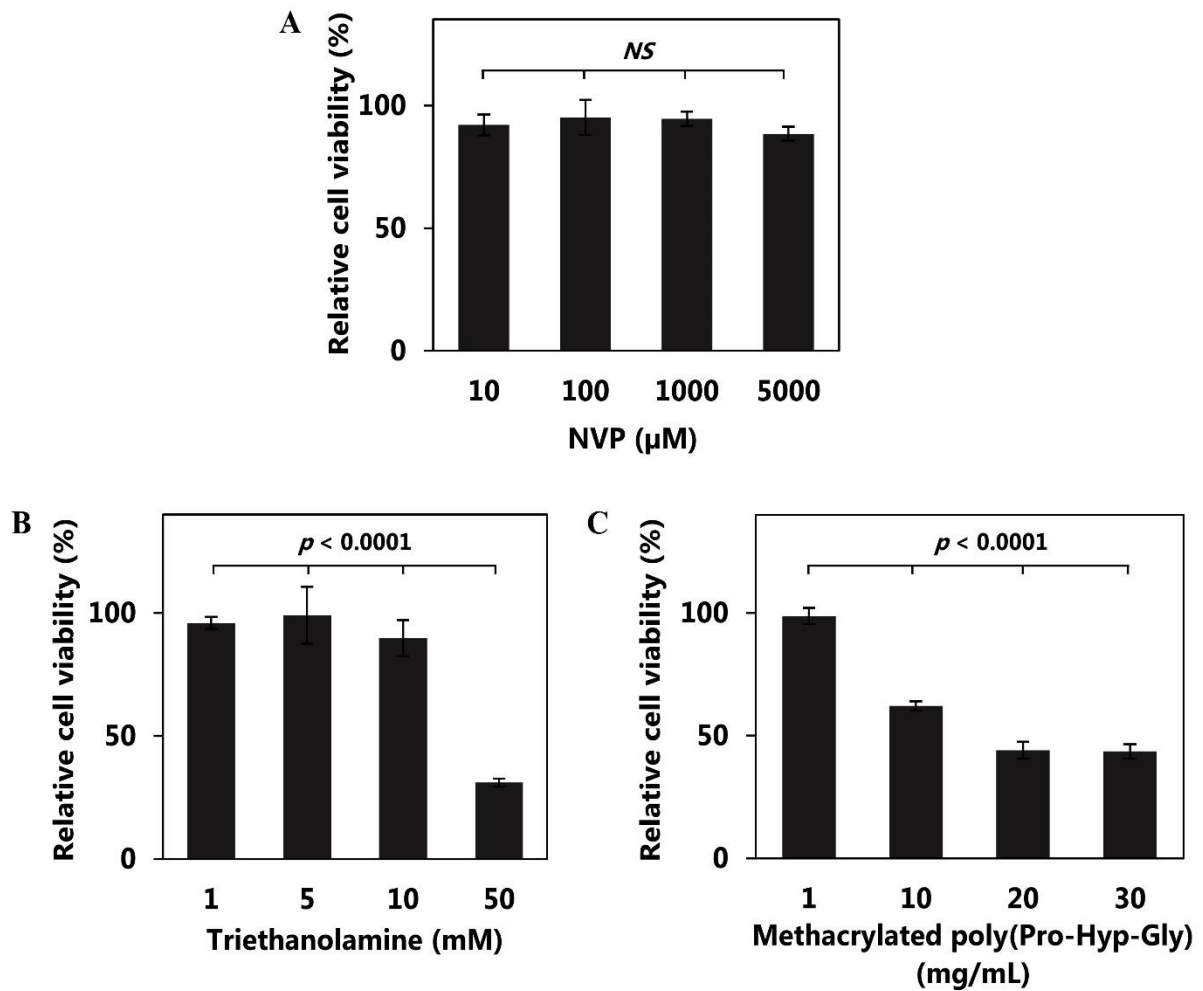 A
Relative cell viability (%)
NS
100
50
0
10 100 1000 5000
NVP (µM)
B
Relative cell viability (%)
p < 0.0001
100
50
0
1 5 10 50
Triethanolamine (mM)
C
Relative cell viability (%)
p < 0.0001
100
50
0
1 10 20 30
Methacrylated poly(Pro-Hyp-Gly)
(mg/mL)